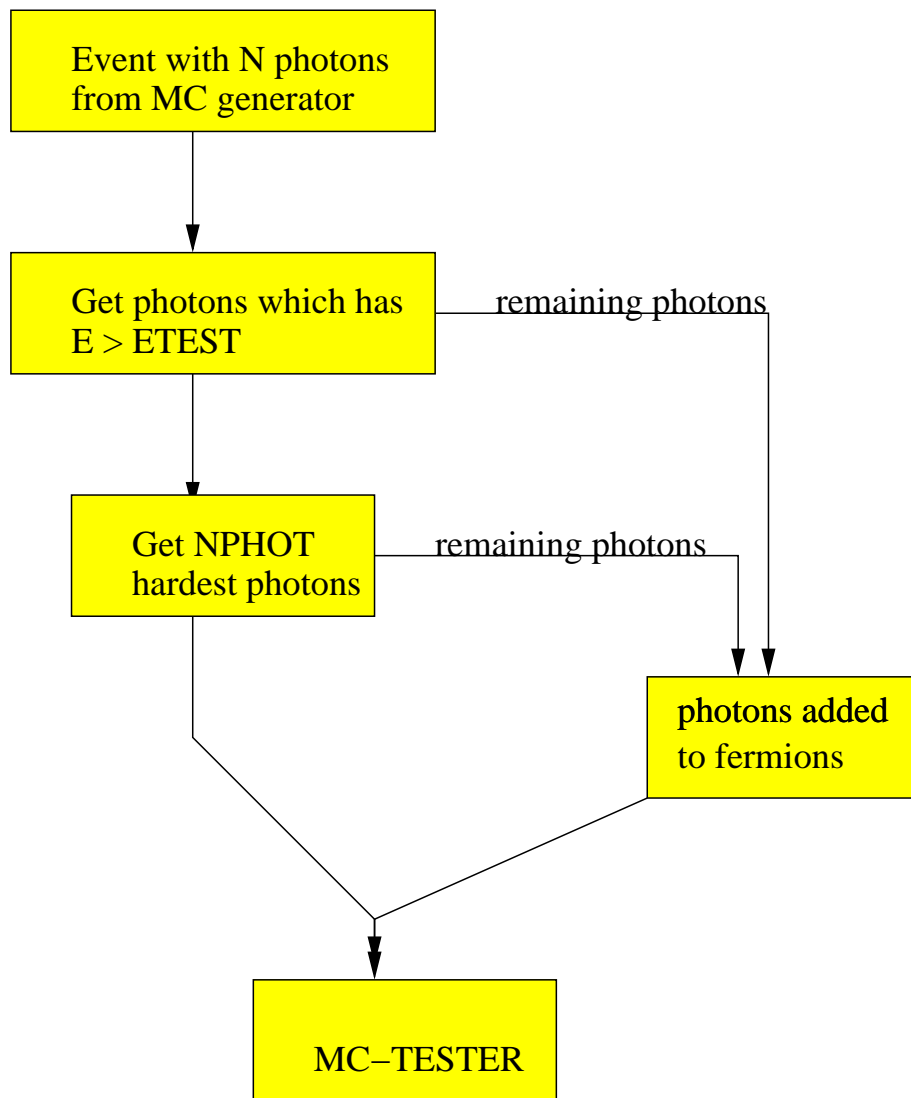 Event with N photons
from MC generator
Get photons which has
E > ETEST
remaining photons
Get NPHOT
hardest photons
remaining photons
photons added
to fermions
MC−TESTER